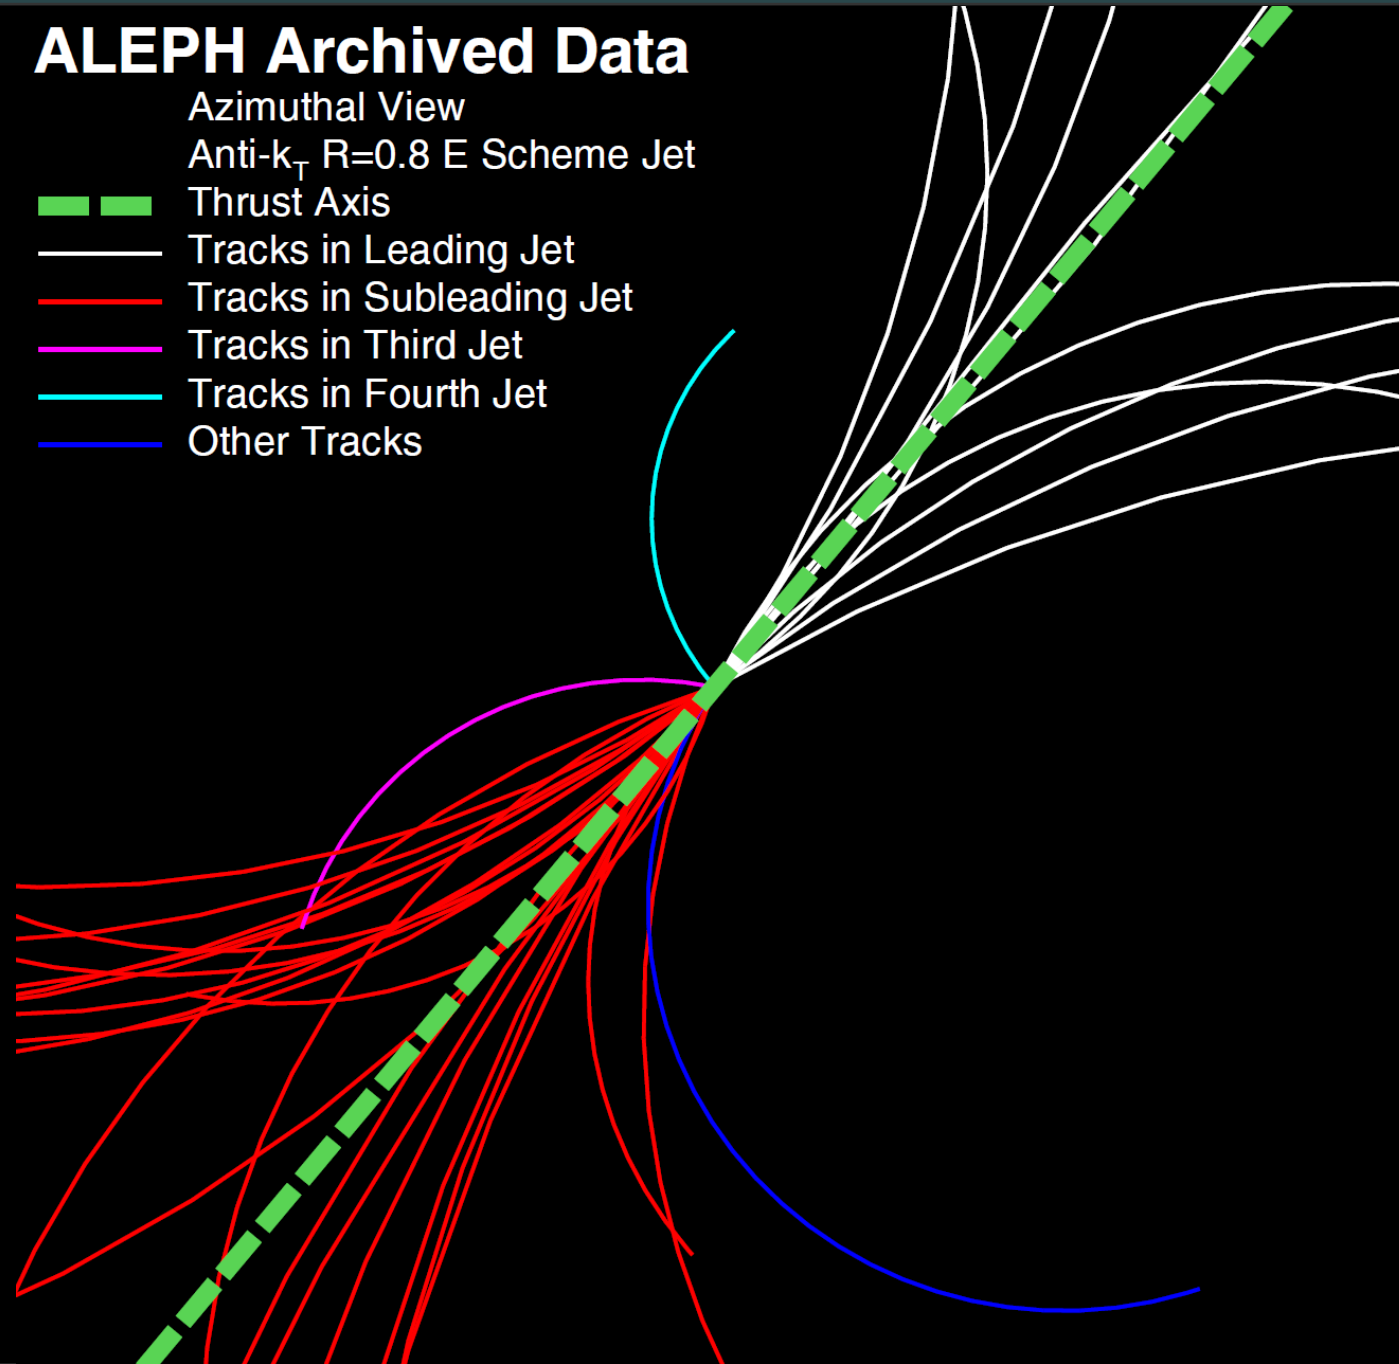 ALEPH Archived Data
Azimuthal View
Anti-kT R=0.8 E Scheme Jet
Thrust Axis
Tracks in Leading Jet
Tracks in Subleading Jet
Tracks in Third Jet
Tracks in Fourth Jet
Other Tracks